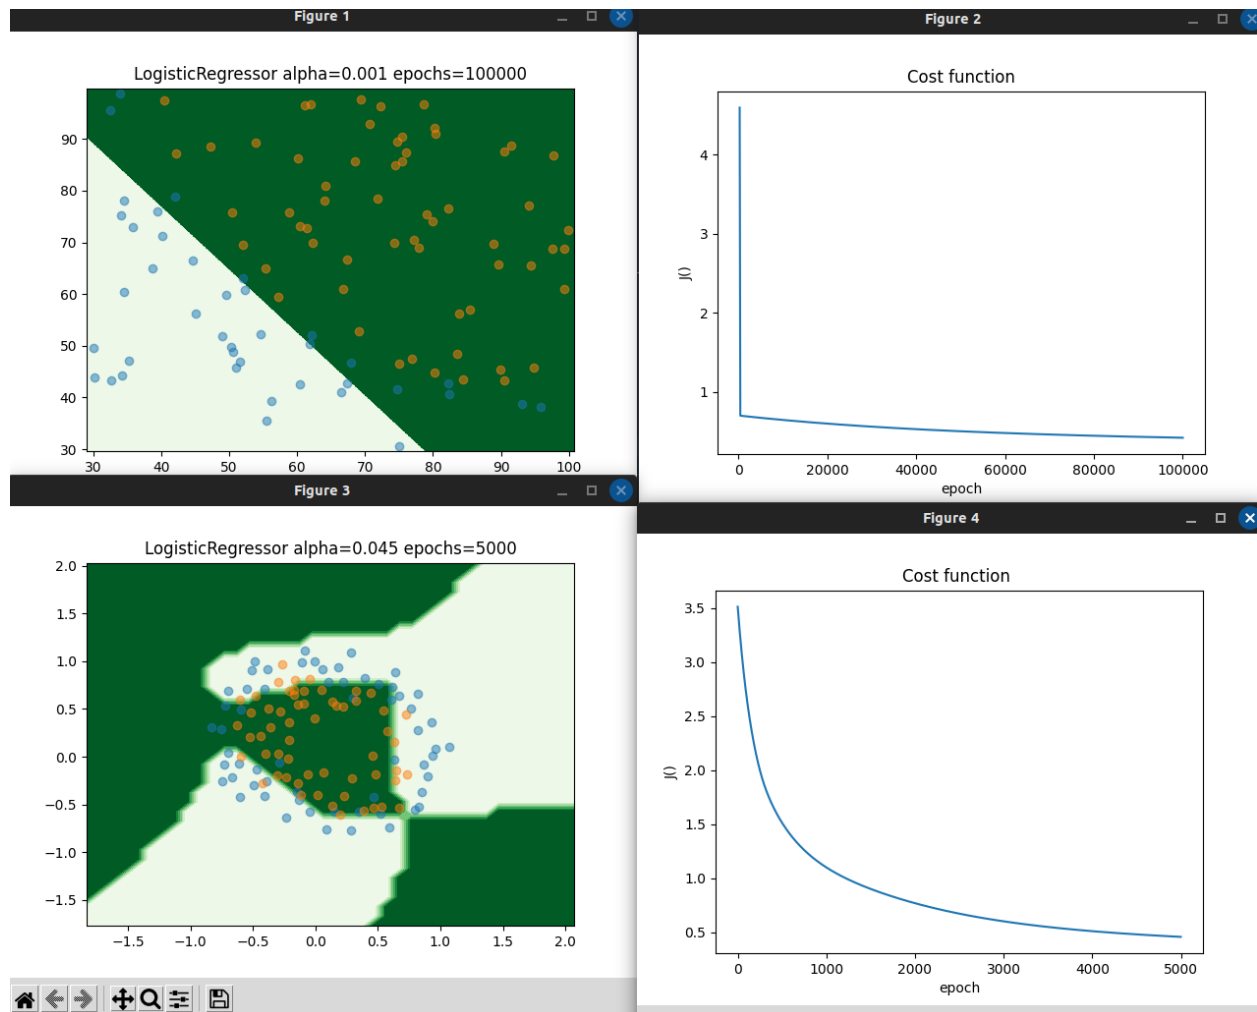 Figure 1
LogisticRegressor alpha=0.001 epochs=100000
90
80
70
60
50
40
30
30 40 50 60 70 80 90 100
Figure 2
Cost function
4
3
2
1
J()
0 20000 40000 60000 80000 100000
epoch
Figure 3
LogisticRegressor alpha=0.045 epochs=5000
2.0
1.5
1.0
0.5
0.0
−0.5
−1.0
−1.5
−1.5 −1.0 −0.5 0.0 0.5 1.0 1.5 2.0
Figure 4
Cost function
3.5
3.0
2.5
2.0
1.5
1.0
0.5
J()
0 1000 2000 3000 4000 5000
epoch